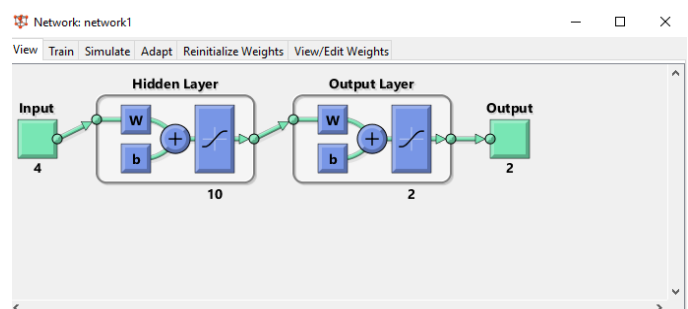 Network: network1
View Train Simulate Adapt Reinitialize Weights View/Edit Weights
Hidden Layer Output Layer
Input Output
W W
b b
4 2
10 2